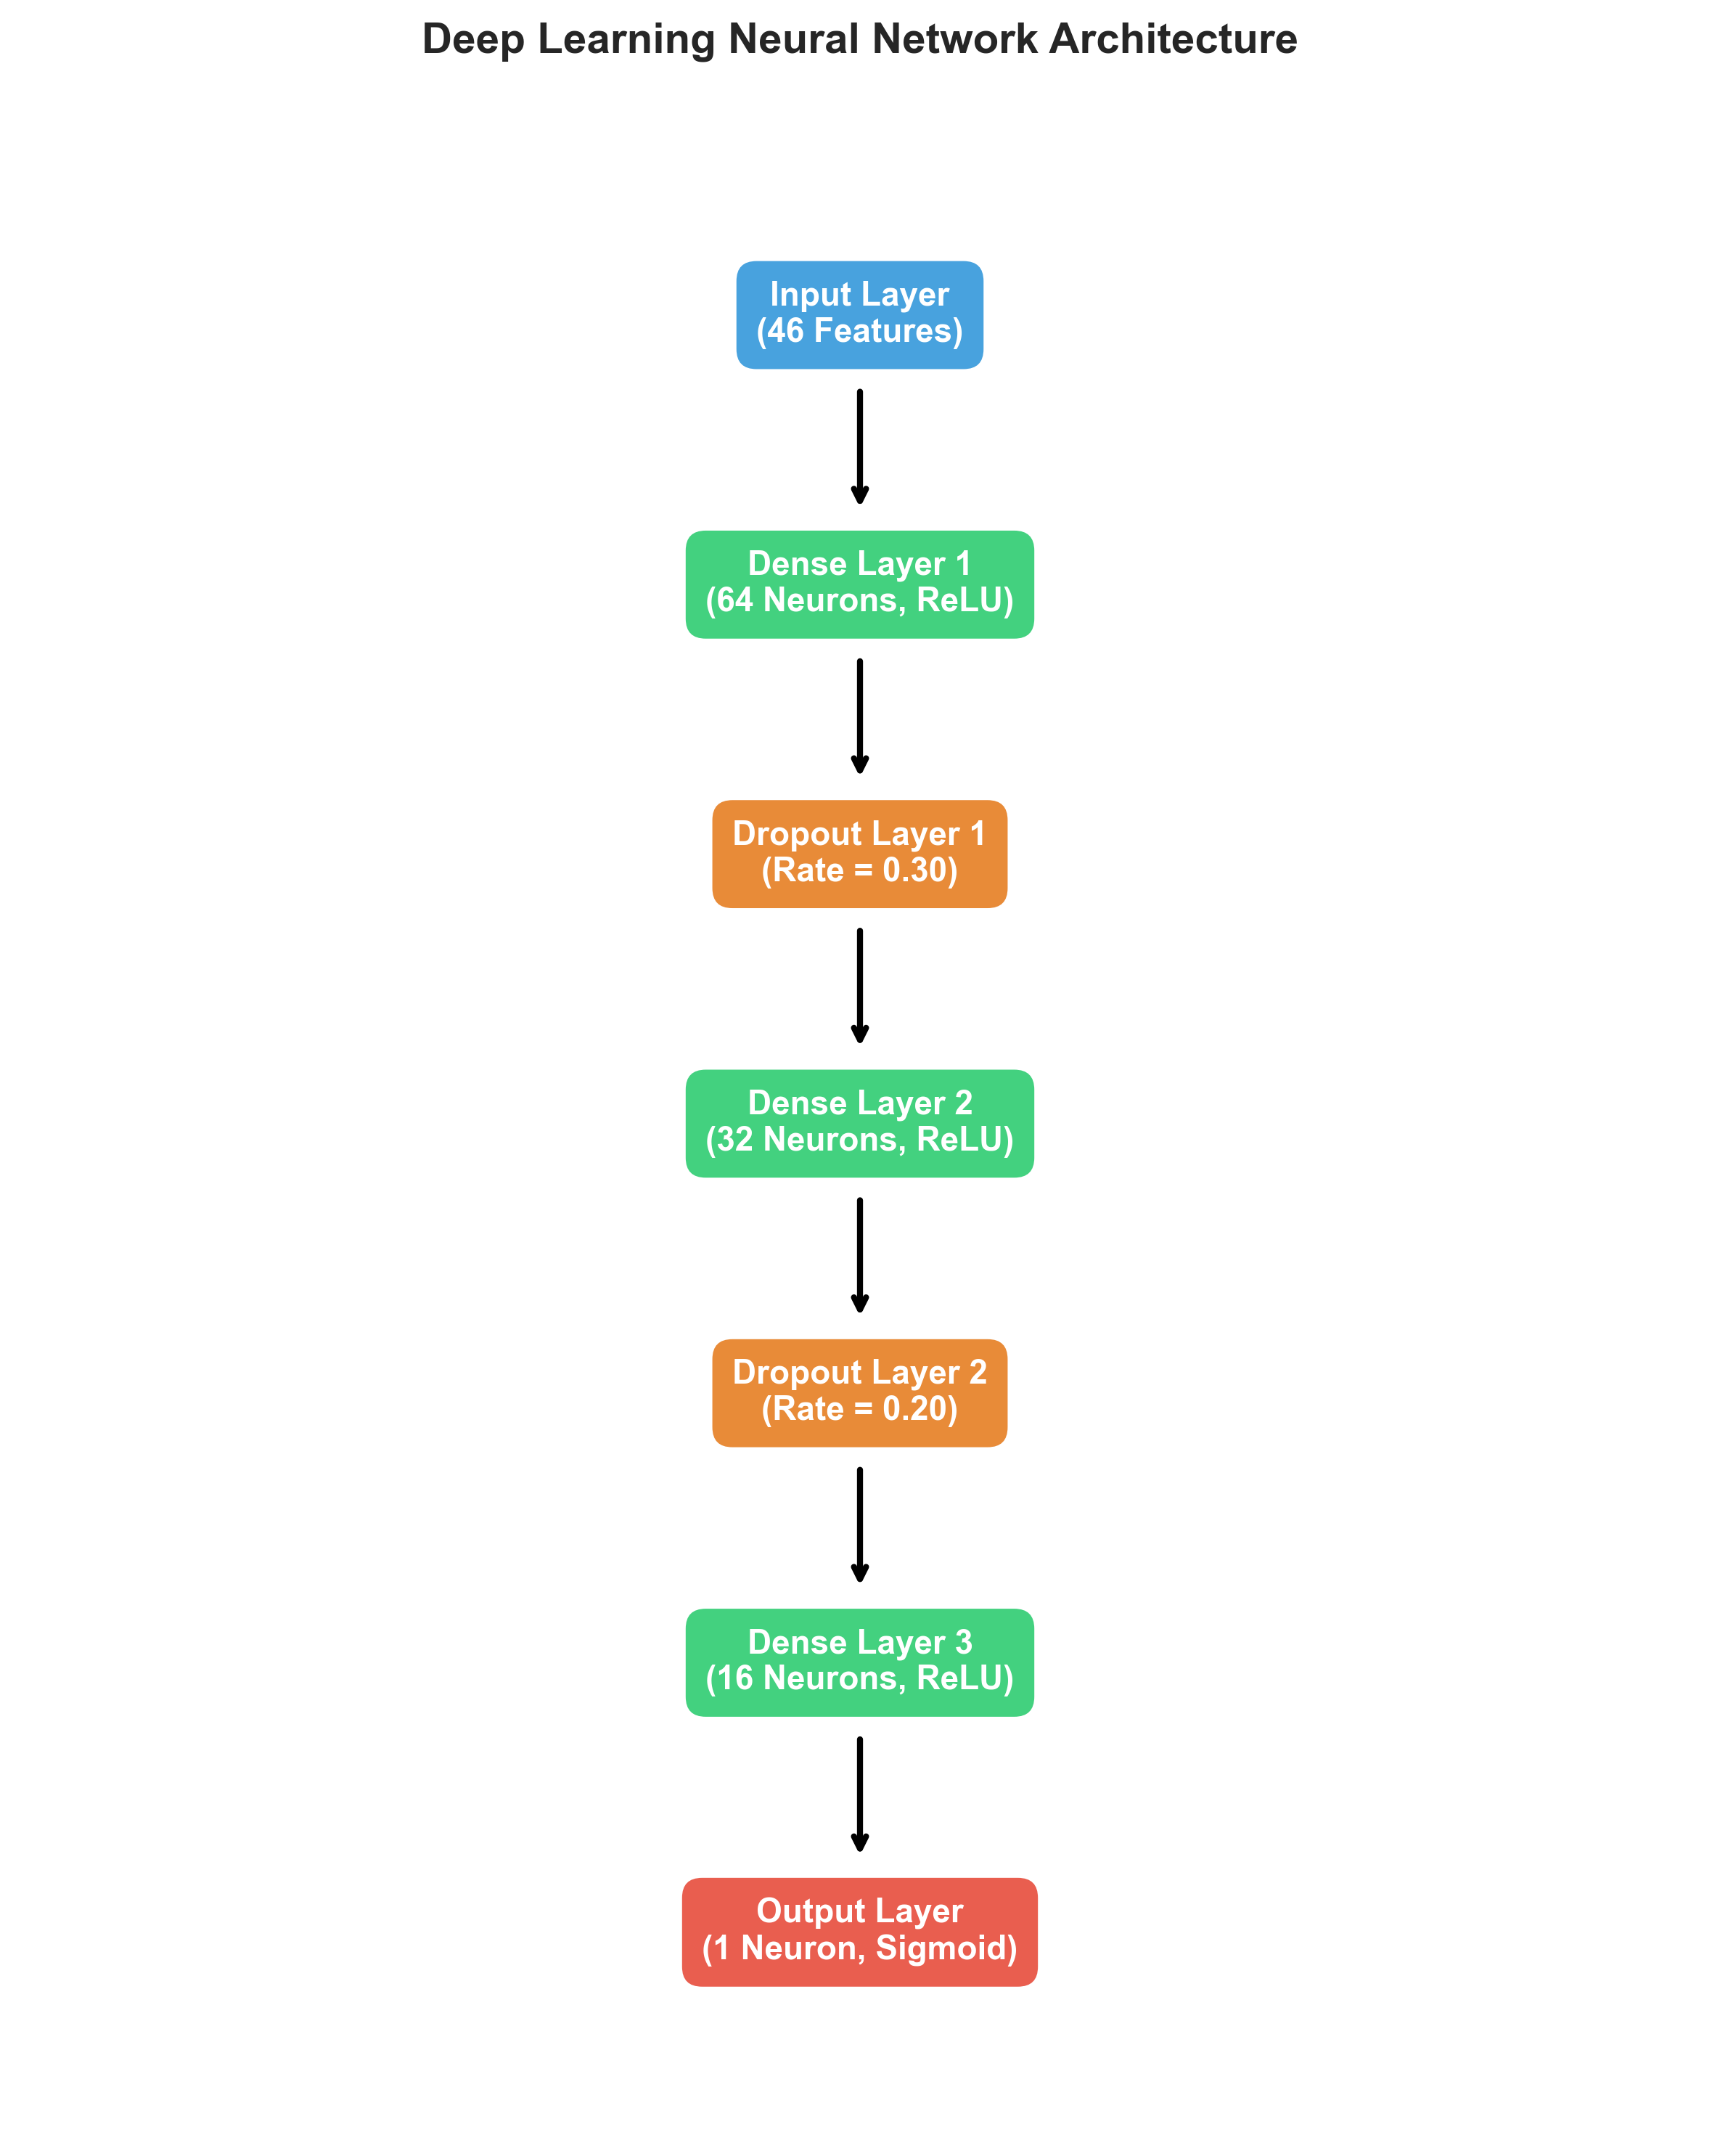 Deep Learning Neural Network Architecture
Input Layer
(46 Features)
Dense Layer 1
(64 Neurons, ReLU)
Dropout Layer 1
(Rate = 0.30)
Dense Layer 2
(32 Neurons, ReLU)
Dropout Layer 2
(Rate = 0.20)
Dense Layer 3
(16 Neurons, ReLU)
Output Layer
(1 Neuron, Sigmoid)